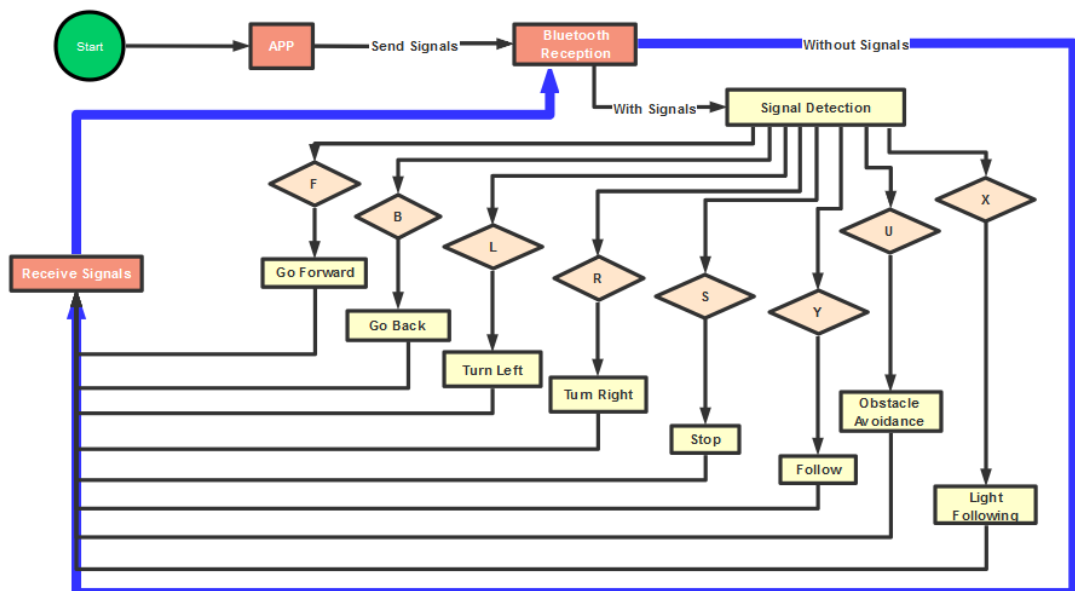 Start
APP
Send Signals
Bluetooth
Reception
Without Signals
With Signals
Signal Detection
F
B
L
R
S
Y
U
X
Receive Signals
Go Forward
Go Back
Turn Left
Turn Right
Stop
Follow
Obstacle
Avoidance
Light
Following